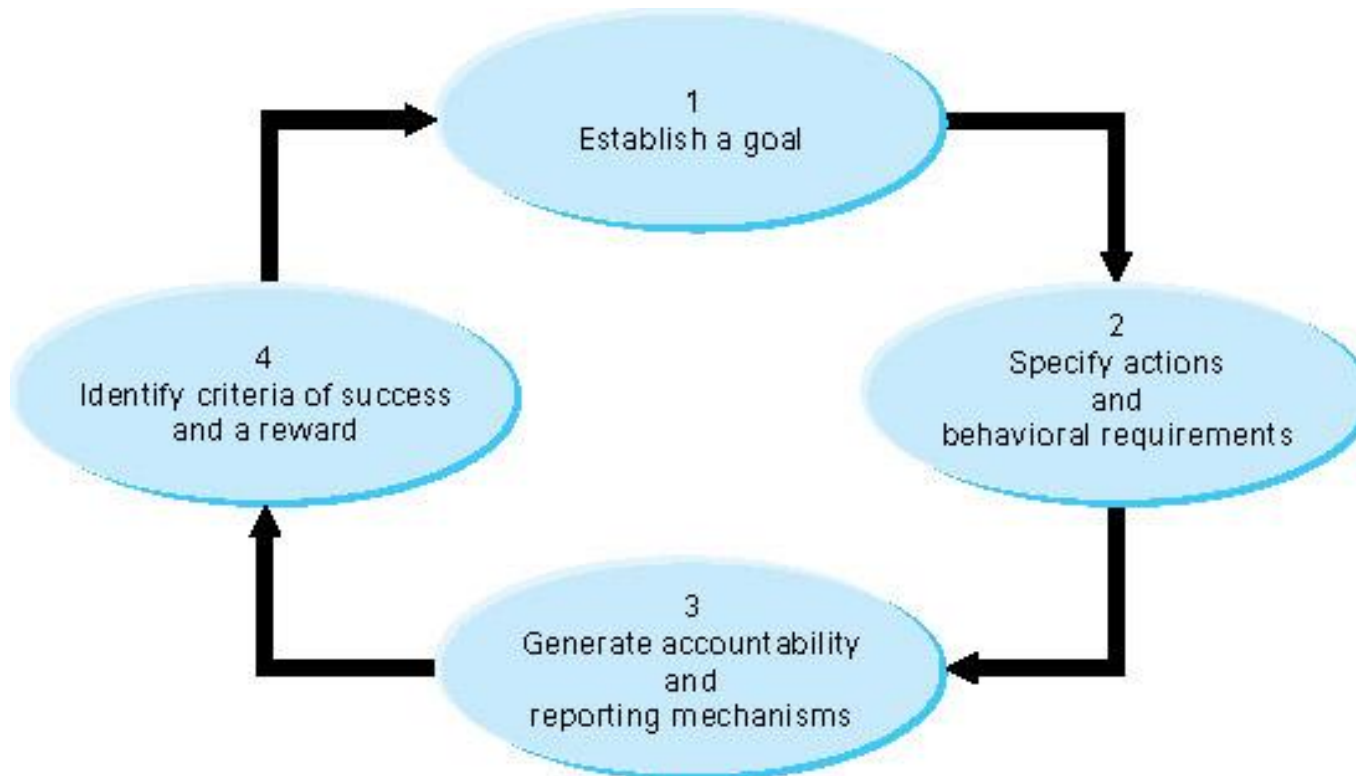 1
Establish a goal
2
Specify actions
and
behavioral requirements
3
Generate accountability
and
reporting mechanisms
4
Identify criteria of success
and a reward